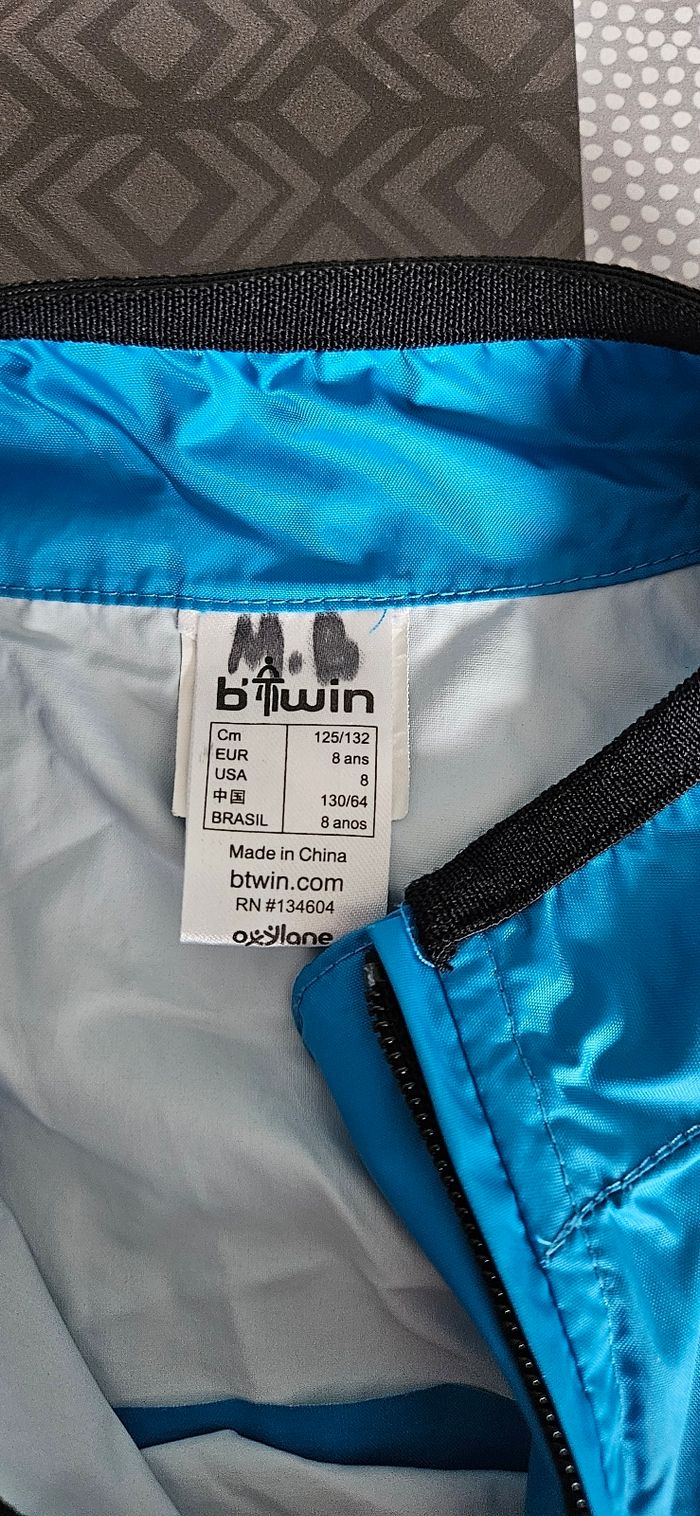 M.B
b'Twin
Cm 125/132
EUR 8 ans
USA 8
中国 130/64
BRASIL 8 anos
Made in China
btwin.com
RN #134604
oxylane